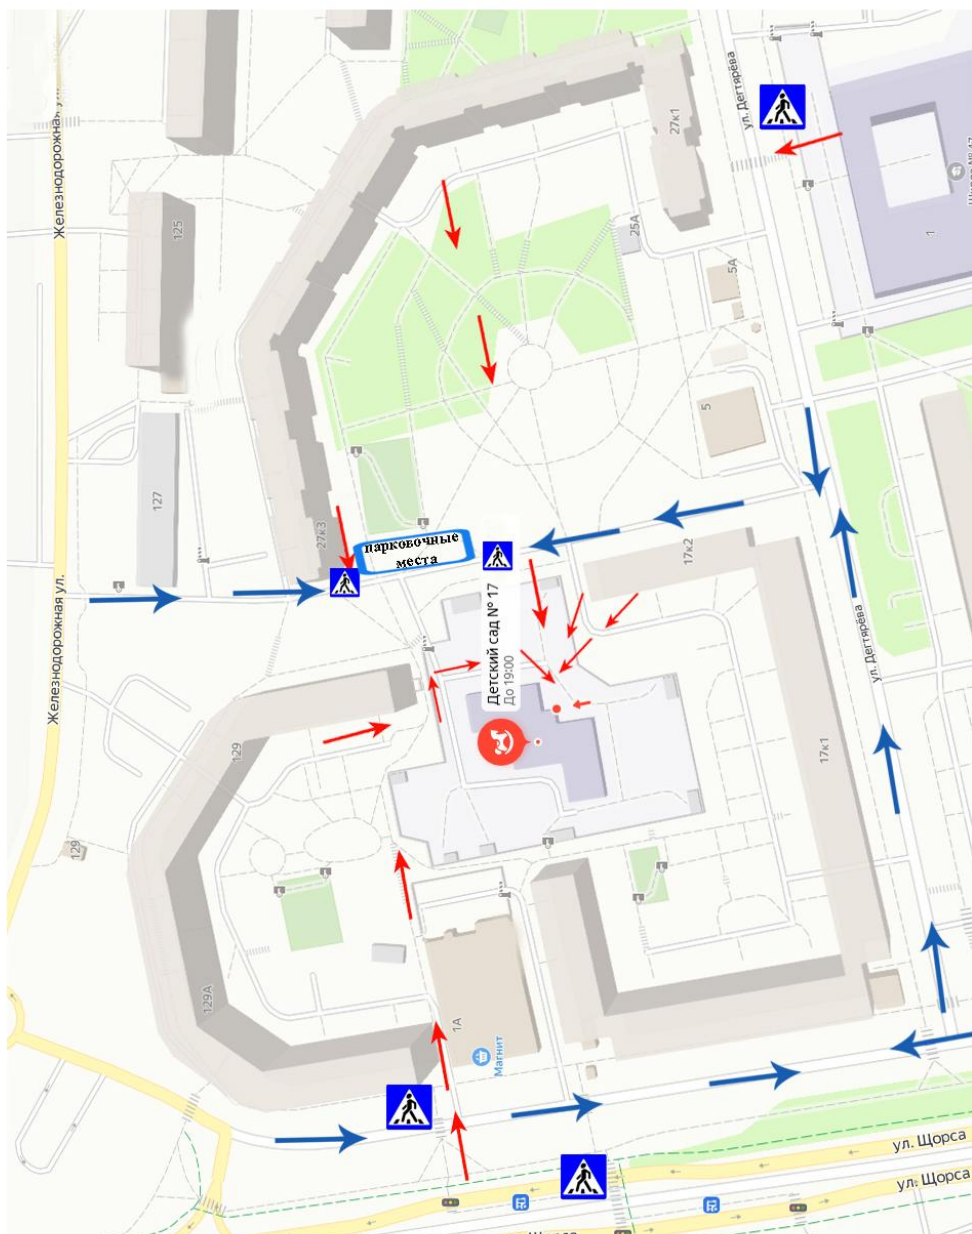 Железнодорожная
ул. Дегтярёва
27к1
125
1
25А
5А
5
127
27к3
парковочные
места
17к2
Детский сад № 17
До 19:00
Железнодорожная ул.
ул. Дегтярёва
129
17к1
129
129А
1А
Магнит
ул. Щорса
ул. Щорса